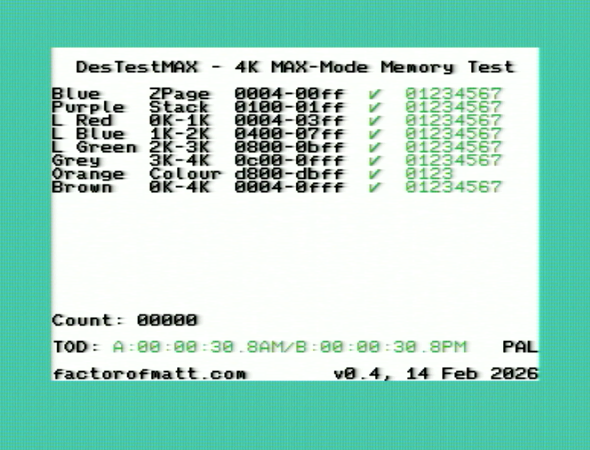 DesTestMAX - 4K MAX-Mode Memory Test
Blue ZPage 0004-00ff ✔ 01234567
Purple Stack 0100-01ff ✔ 01234567
L Red 0K-1K 0004-03ff ✔ 01234567
L Blue 1K-2K 0400-07ff ✔ 01234567
L Green 2K-3K 0800-0bff ✔ 01234567
Grey 3K-4K 0c00-0fff ✔ 01234567
Orange Colour d800-dbff ✔ 0123
Brown 0K-4K 0004-0fff ✔ 01234567
Count: 00000
TOD: A:00:00:30.8AM/B:00:00:30.8PM PAL
factorofmatt.com v0.4, 14 Feb 2026